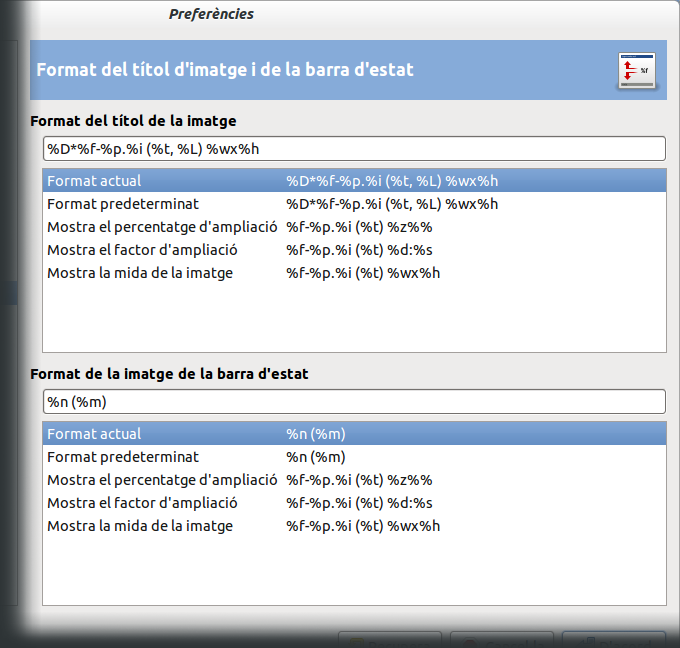 Preferències
Format del títol d'imatge i de la barra d'estat
%f
Format del títol de la imatge
%D*%f-%p.%i (%t, %L) %wx%h
Format actual %D*%f-%p.%i (%t, %L) %wx%h
Format predeterminat %D*%f-%p.%i (%t, %L) %wx%h
Mostra el percentatge d'ampliació %f-%p.%i (%t) %z%%
Mostra el factor d'ampliació %f-%p.%i (%t) %d:%s
Mostra la mida de la imatge %f-%p.%i (%t) %wx%h
Format de la imatge de la barra d'estat
%n (%m)
Format actual %n (%m)
Format predeterminat %n (%m)
Mostra el percentatge d'ampliació %f-%p.%i (%t) %z%%
Mostra el factor d'ampliació %f-%p.%i (%t) %d:%s
Mostra la mida de la imatge %f-%p.%i (%t) %wx%h